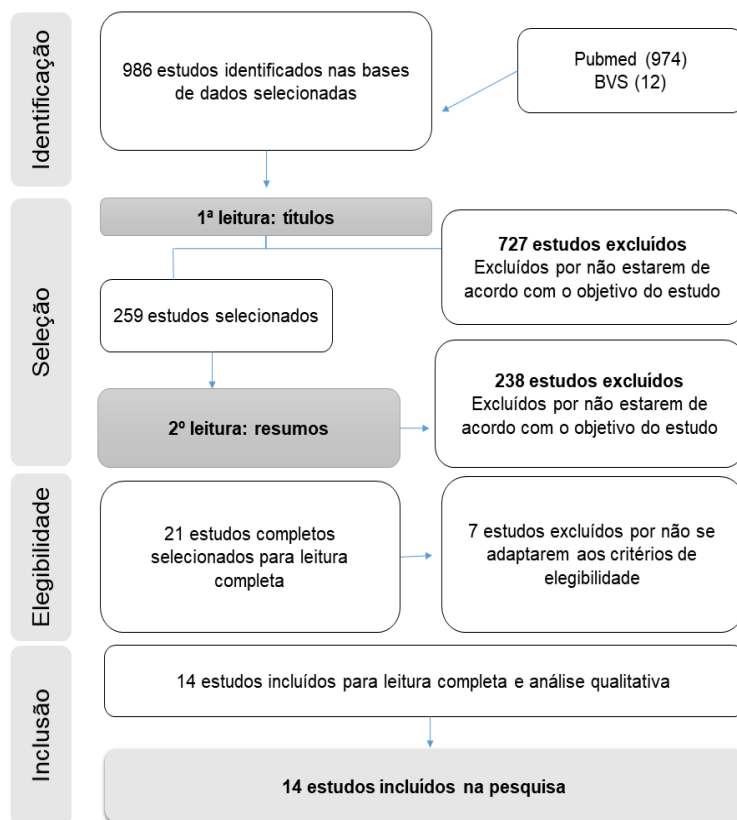 Identificação
986 estudos identificados nas bases
de dados selecionadas
Pubmed (974)
BVS (12)
Seleção
1ª leitura: títulos
727 estudos excluídos
Excluídos por não estarem de
acordo com o objetivo do estudo
259 estudos selecionados
2º leitura: resumos
238 estudos excluídos
Excluídos por não estarem de
acordo com o objetivo do estudo
Elegibilidade
21 estudos completos
selecionados para leitura
completa
7 estudos excluídos por não se
adaptarem aos critérios de
elegibilidade
Inclusão
14 estudos incluídos para leitura completa e análise qualitativa
14 estudos incluídos na pesquisa